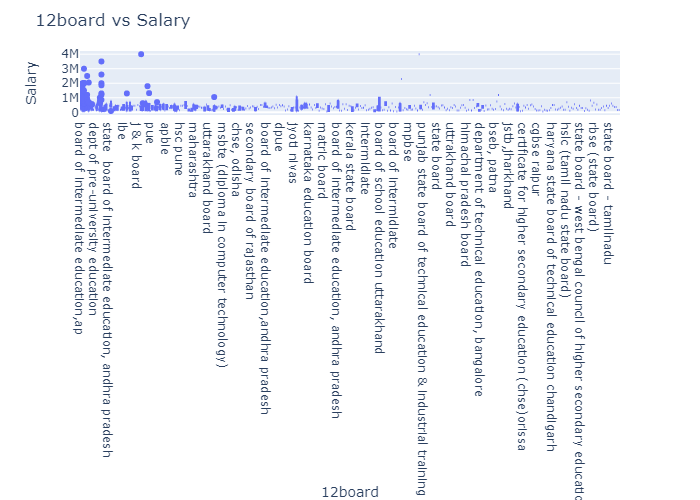 12board vs Salary
Salary
4M
3M
2M
1M
0
board of intermediate education,ap
dept of pre-university education
state board of intermediate education, andhra pradesh
ibe
j & k board
pue
apbie
hsc pune
maharashtra
uttarakhand board
msbte (diploma in computer technology)
chse, odisha
secondary board of rajasthan
board of intermediate education,andhra pradesh
dpue
jyoti nivas
karnataka education board
matric board
board of intermediate education, andhra pradesh
kerala state board
intermidiate
board of school education uttarakhand
board of intermidiate
mpbse
punjab state board of technical education & industrial training
state board
uttrakhand board
himachal pradesh board
department of technical education, bangalore
bseb, patna
jstb,jharkhand
certificate for higher secondary education (chse)orissa
cgbse raipur
haryana state board of technical education chandigarh
hslc (tamil nadu state board)
state board - west bengal council of higher secondary
rbse (state board)
state board - tamilnadu
12board